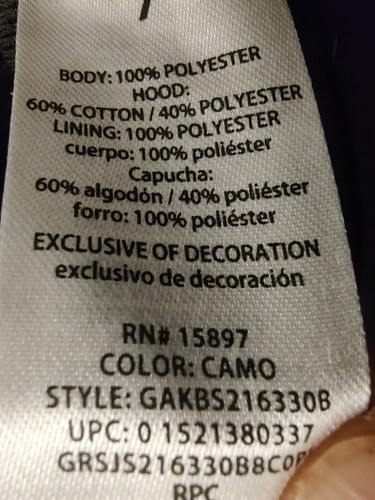 BODY: 100% POLYESTER
HOOD:
60% COTTON / 40% POLYESTER
LINING: 100% POLYESTER
cuerpo: 100% poliéster
Capucha:
60% algodón / 40% poliéster
forro: 100% poliéster
EXCLUSIVE OF DECORATION
exclusivo de decoración
RN# 15897
COLOR: CAMO
STYLE: GAKBS216330B
UPC: 0 1521380337
RPC